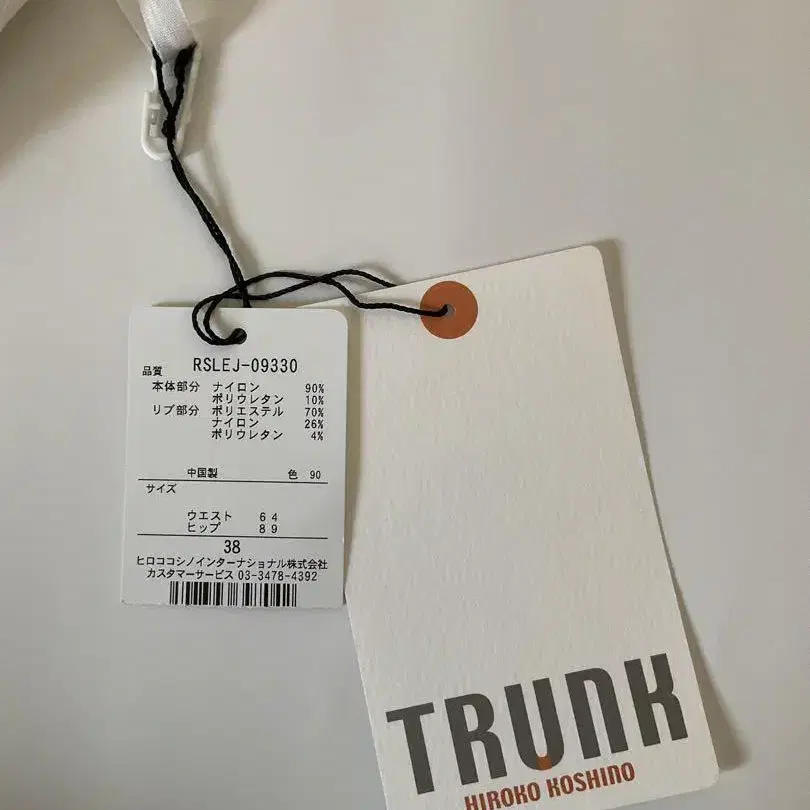 品質 RSLEJ-09330
本体部分 ナイロン 90%
ポリウレタン 10%
リブ部分 ポリエステル 70%
ナイロン 26%
ポリウレタン 4%
中国製 色 90
サイズ
ウエスト 64
ヒップ 89
38
ヒロココシノインターナショナル株式会社
カスタマーサービス 03-3478-4392
TRUNK
HIROKO KOSHINO